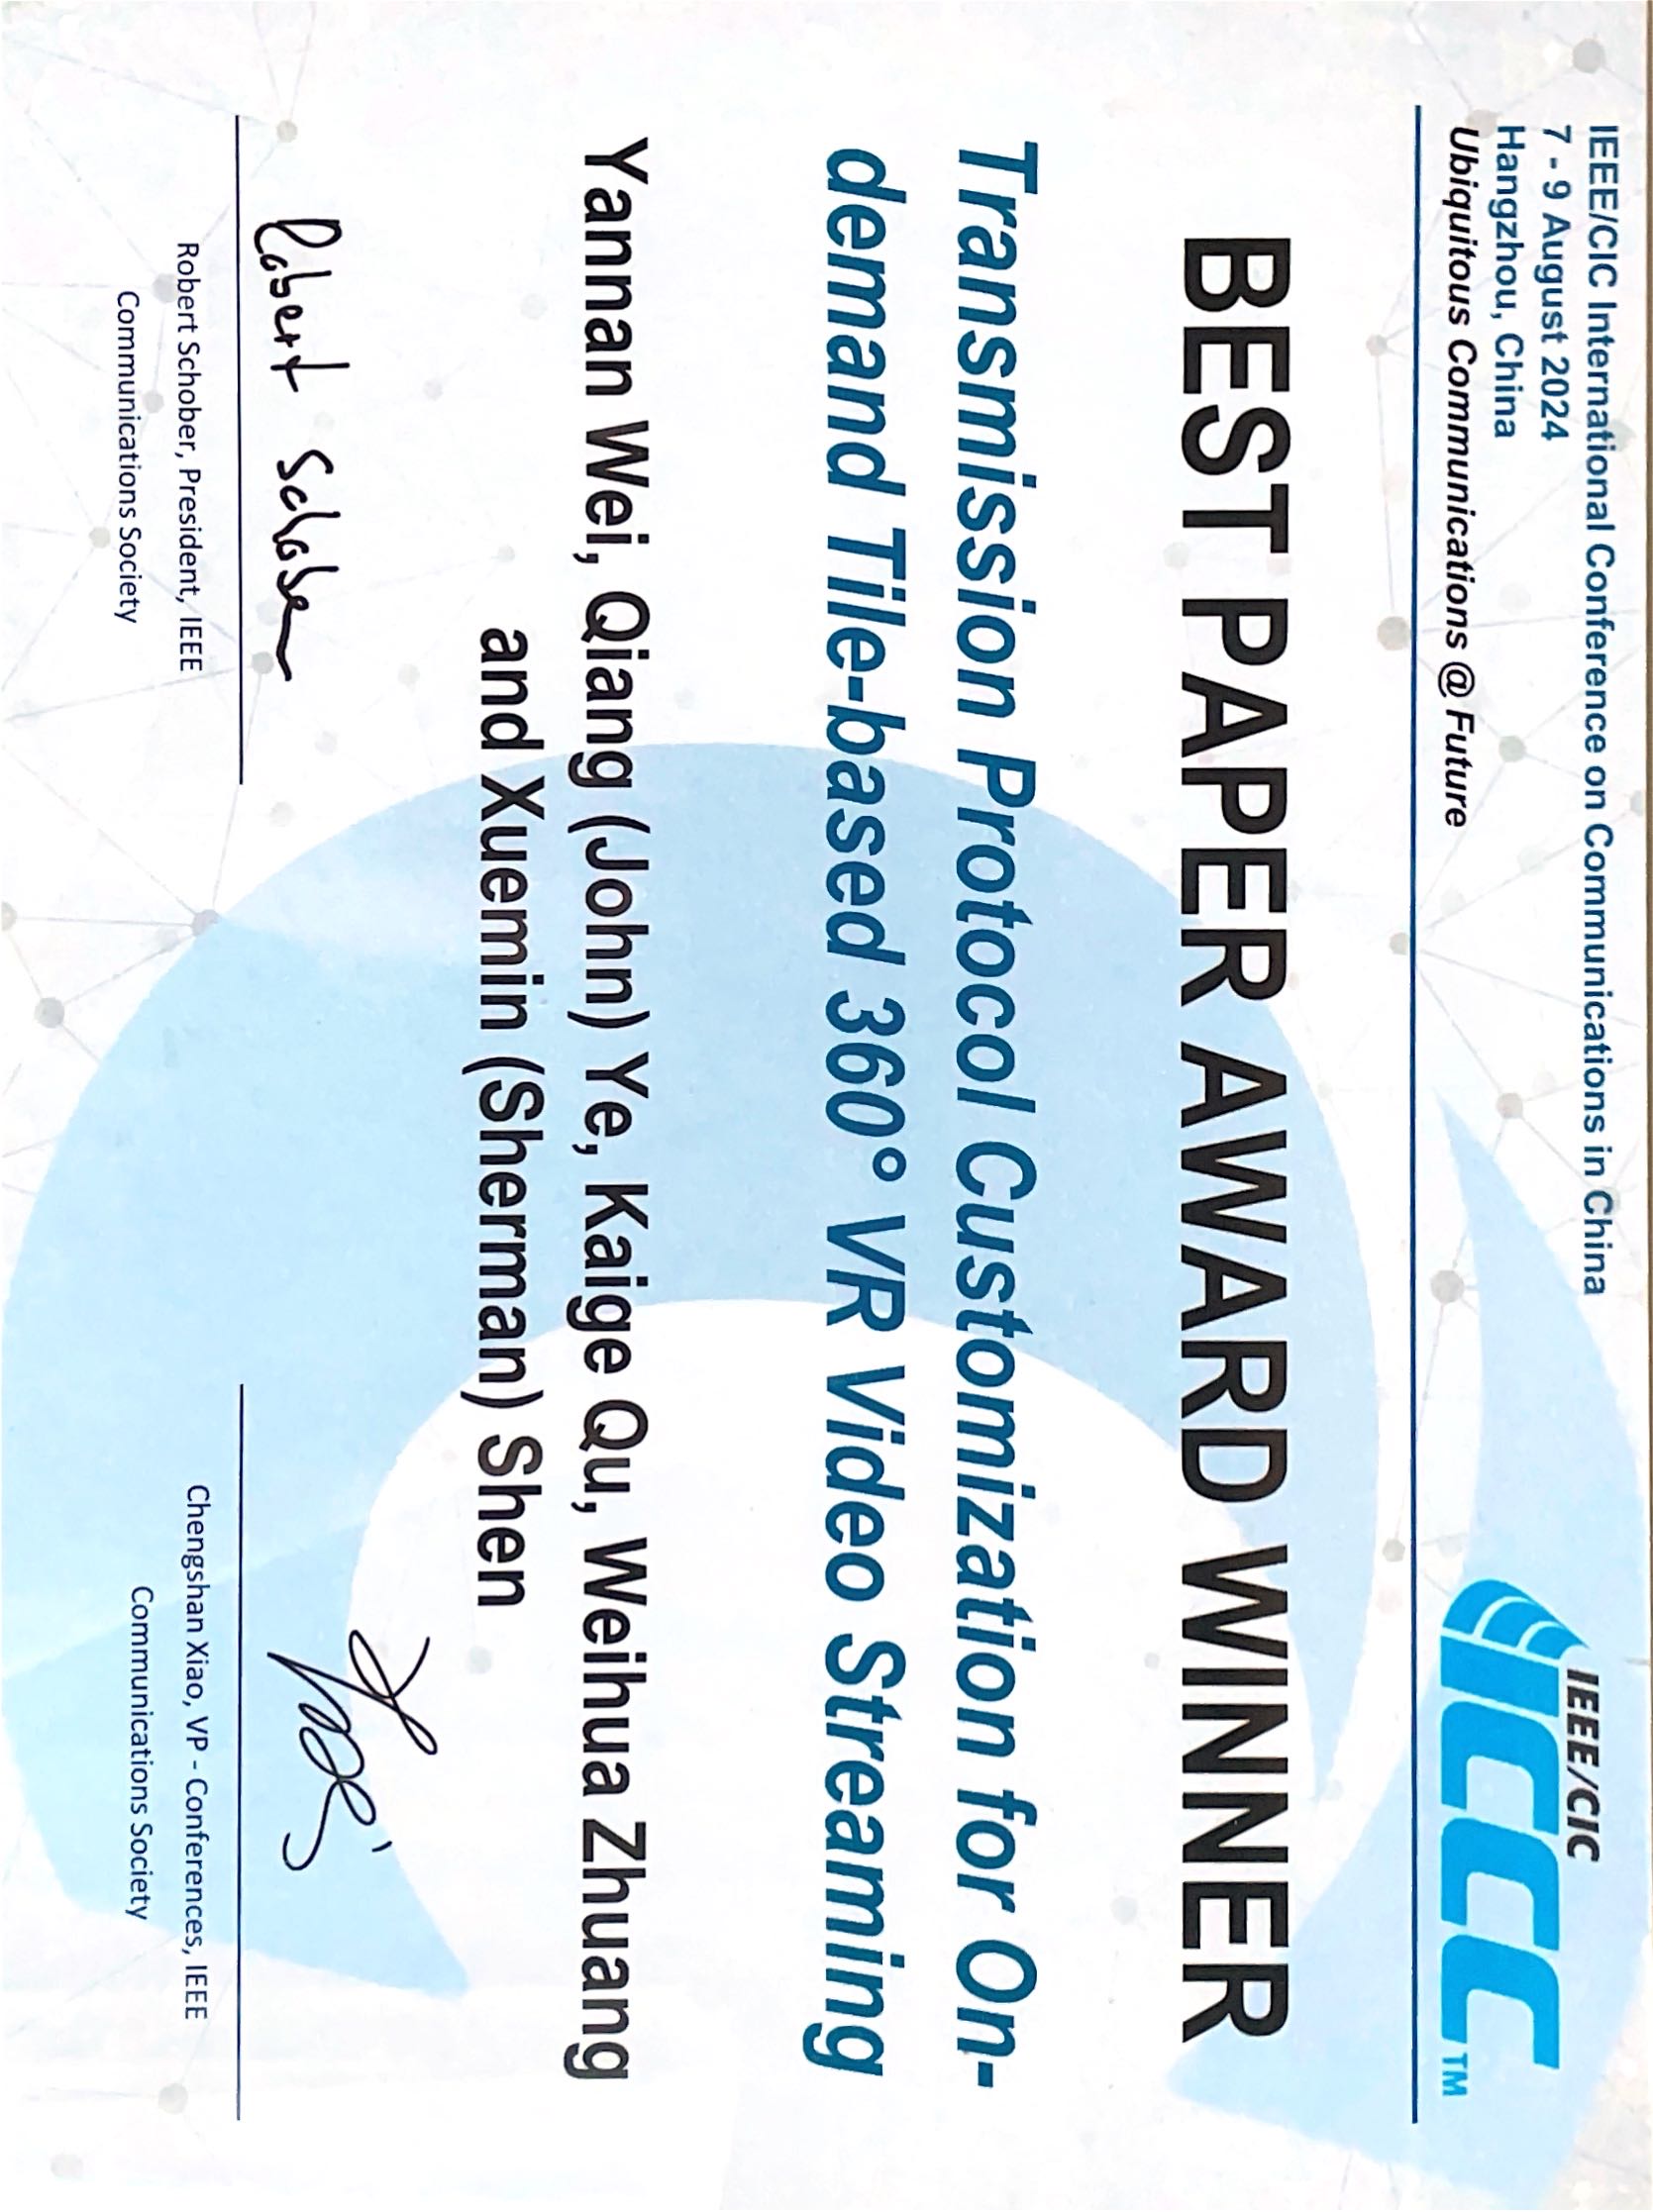 IEEE/CIC International Conference on Communications in China
7 - 9 August 2024
Hangzhou, China
Ubiquitous Communications @ Future
IEEE/CIC
ICCC TM
BEST PAPER AWARD WINNER
Transmission Protocol Customization for On-
demand Tile-based 360° VR Video Streaming
Yannan Wei, Qiang (John) Ye, Kaige Qu, Weihua Zhuang
and Xuemin (Sherman) Shen
Robert Schober
Robert Schober, President, IEEE
Communications Society
Chengshan Xiao, VP - Conferences, IEEE
Communications Society